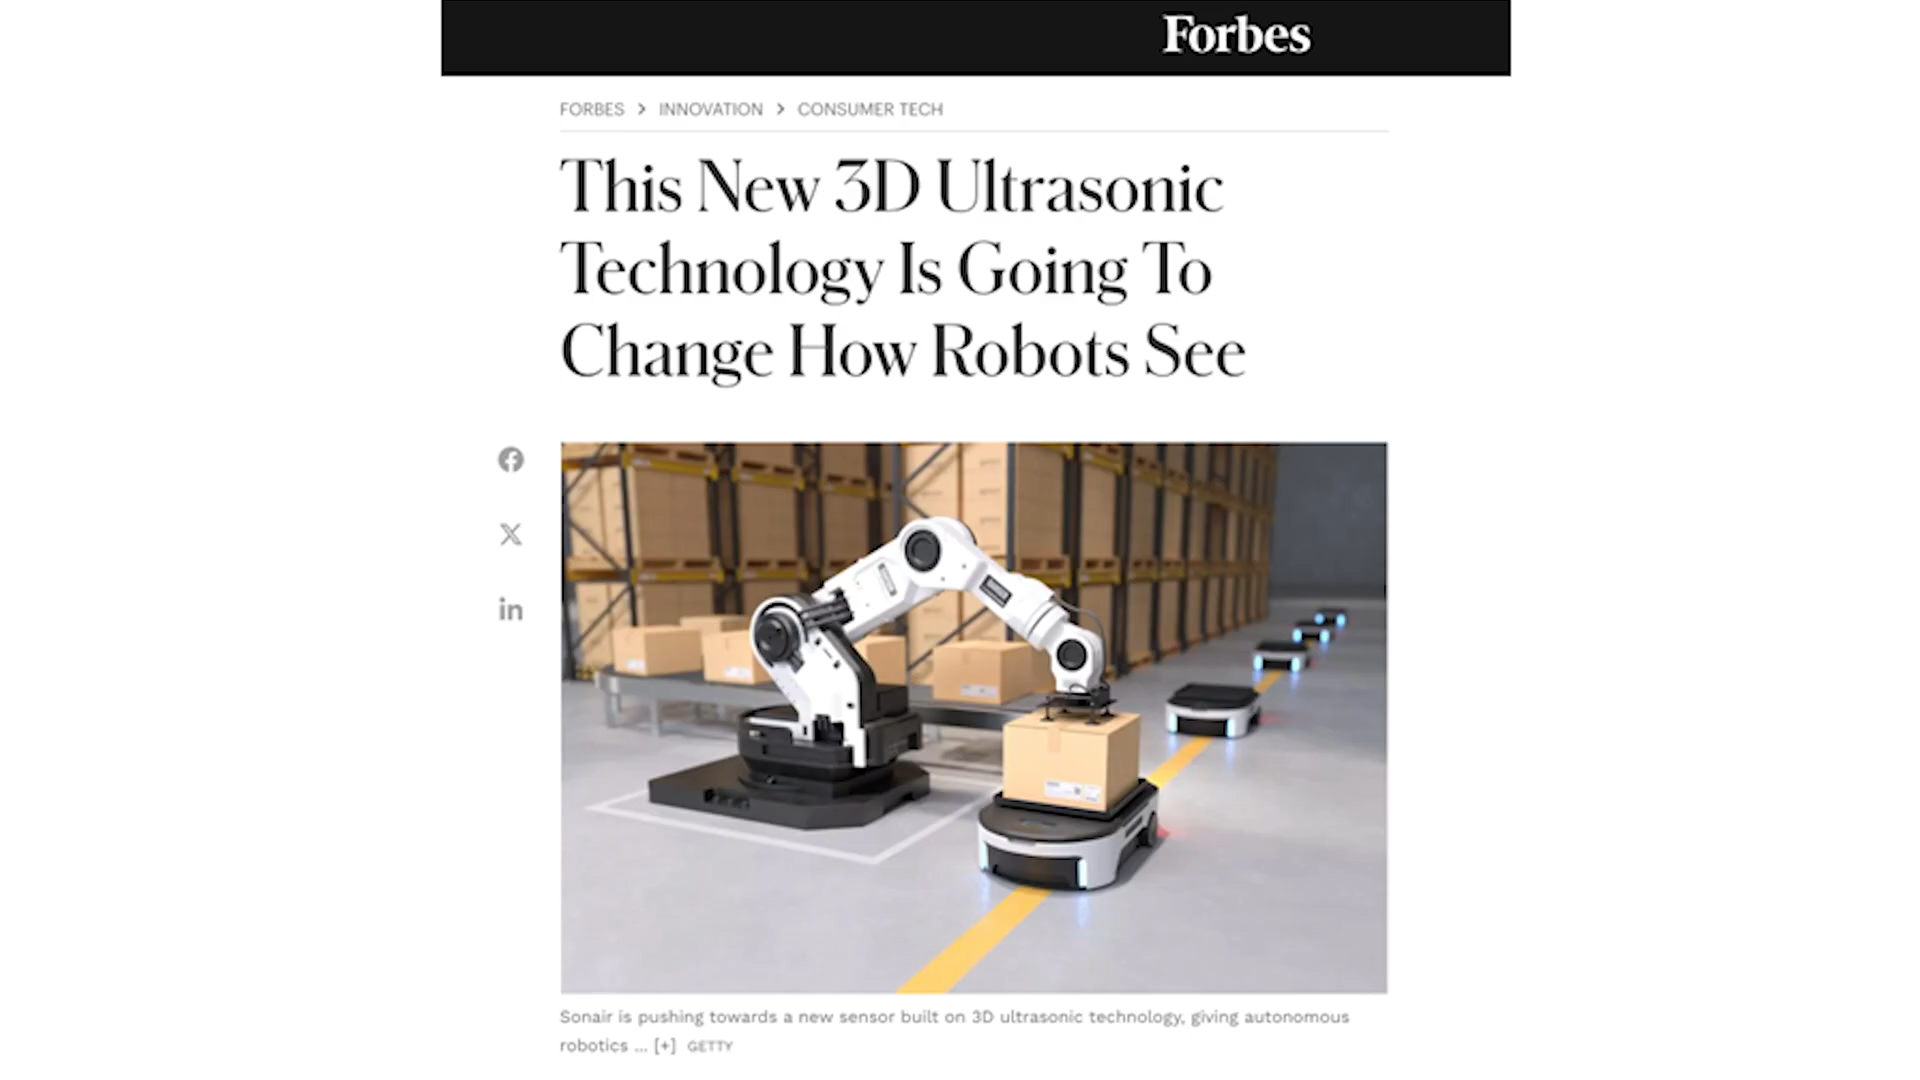 Forbes
FORBES > INNOVATION > CONSUMER TECH
This New 3D Ultrasonic
Technology Is Going To
Change How Robots See
Sonair is pushing towards a new sensor built on 3D ultrasonic technology, giving autonomous
robotics ... [+] GETTY